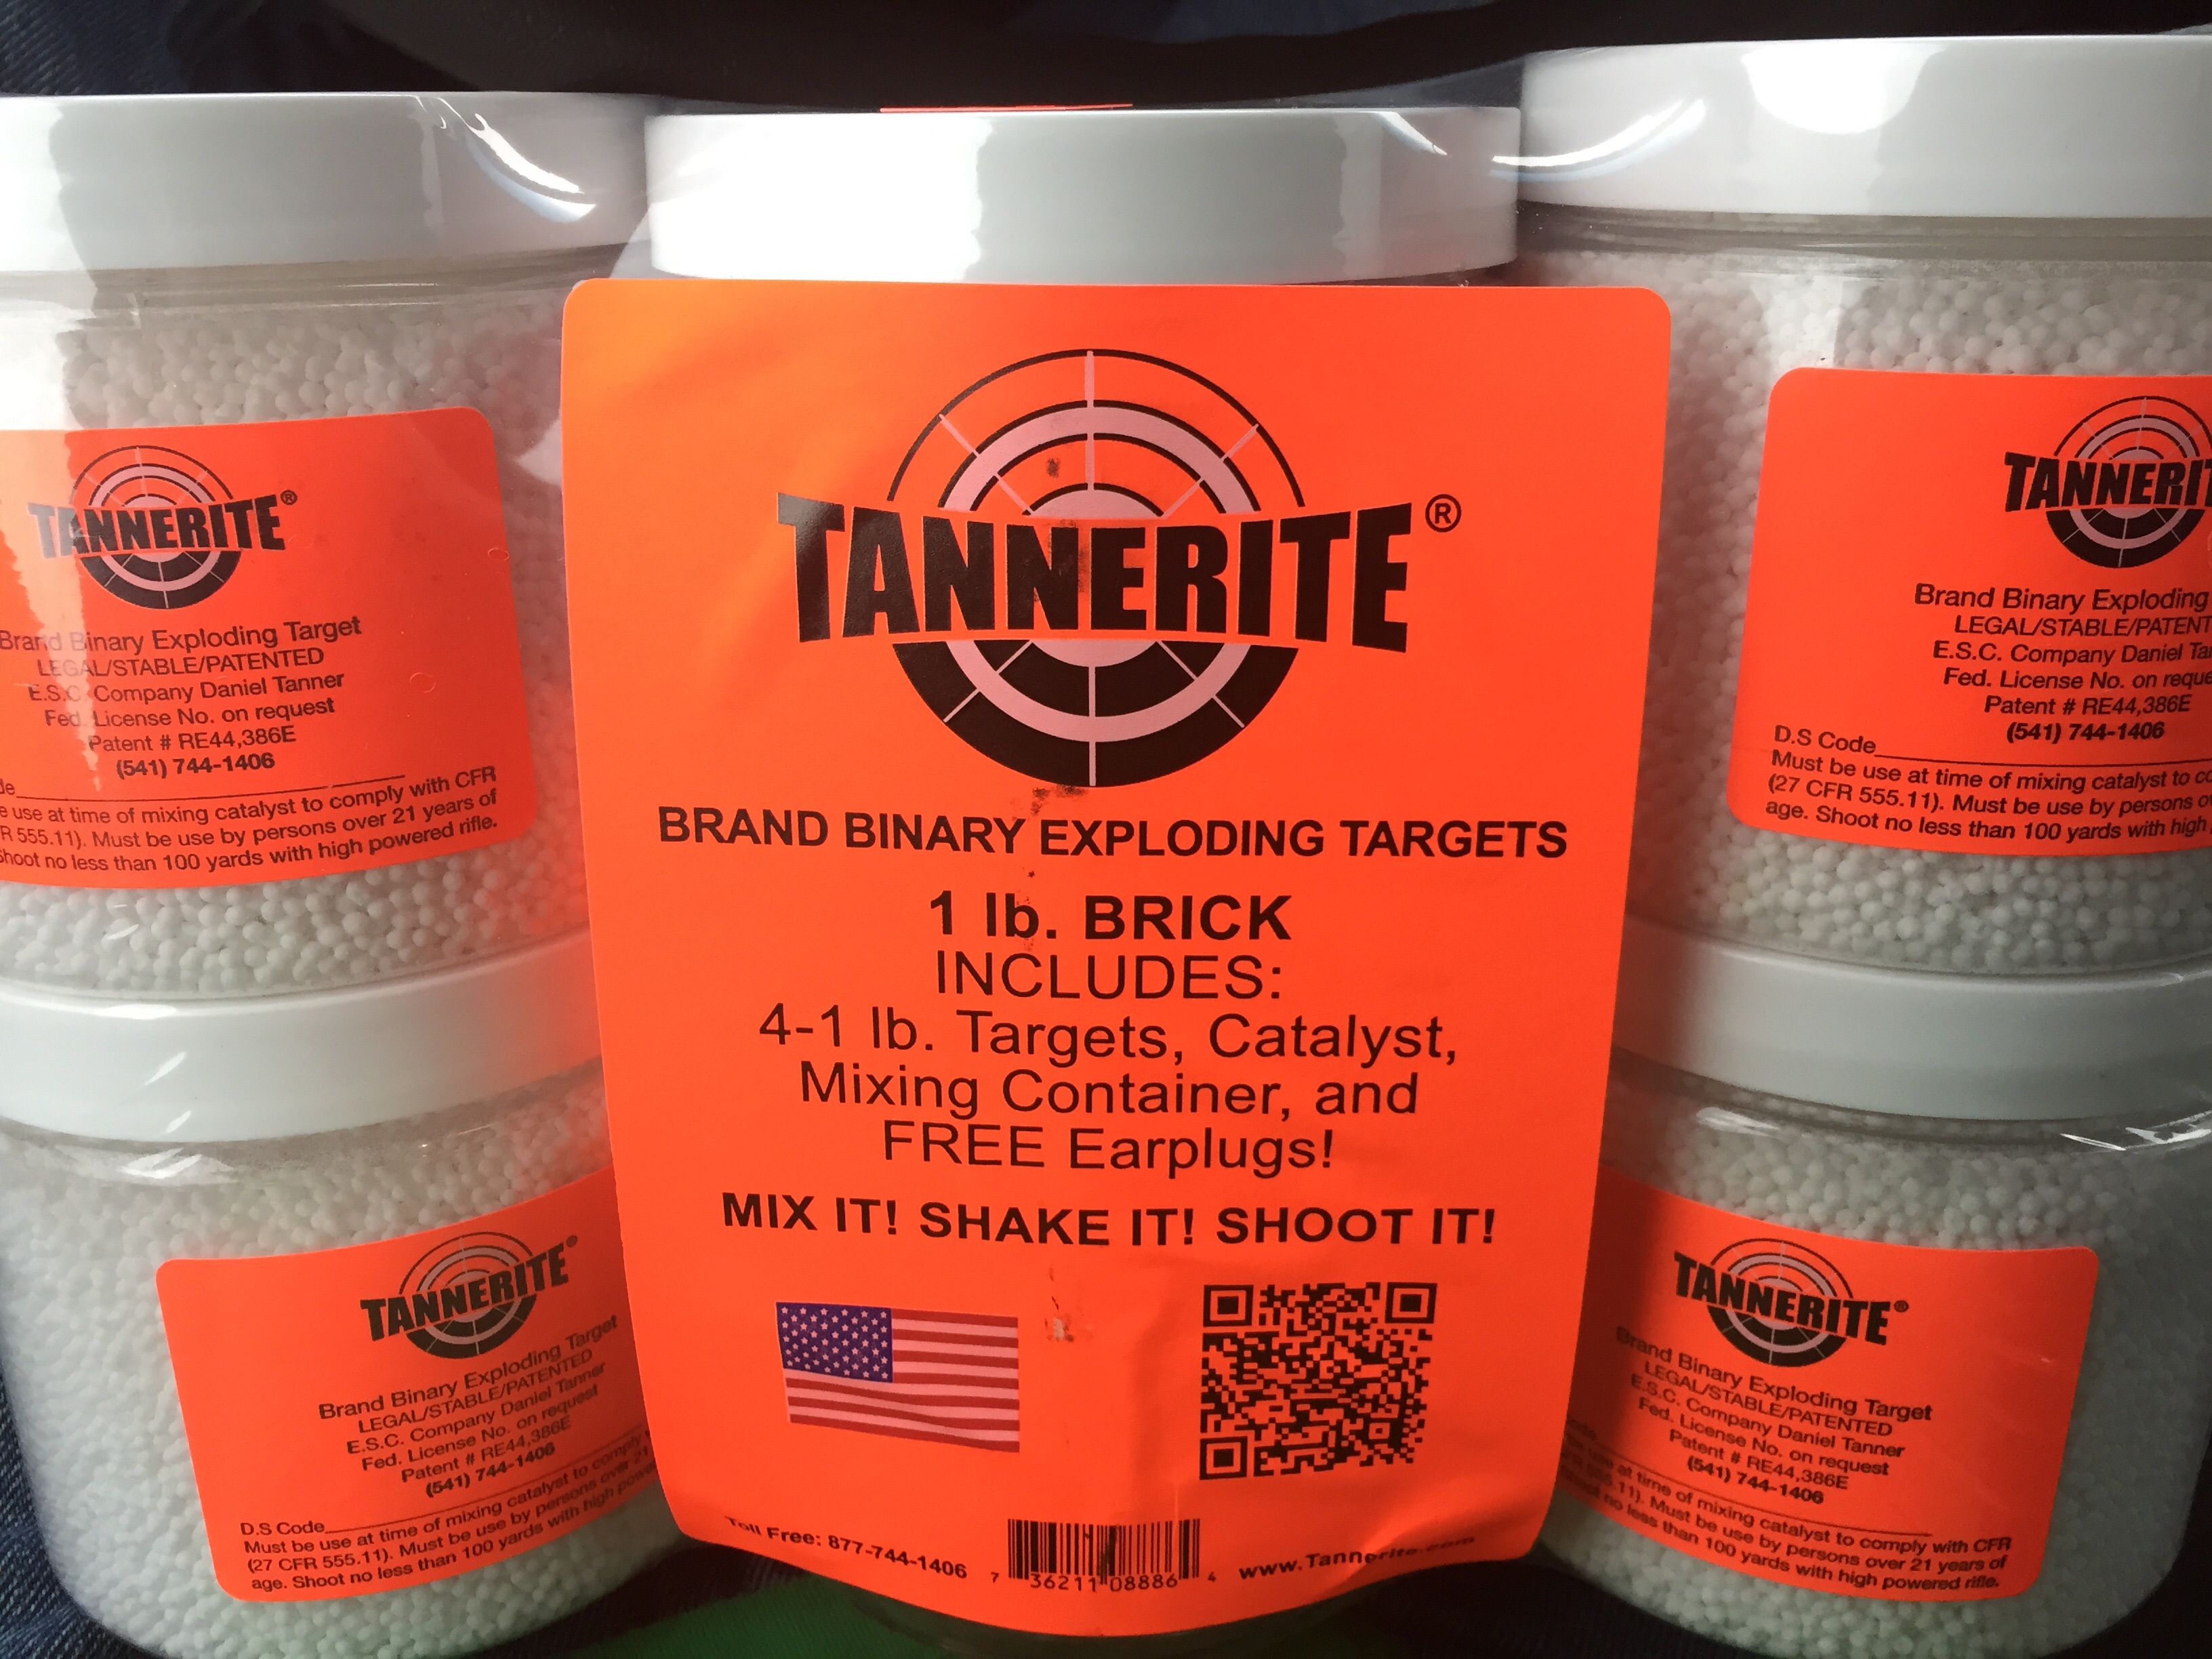 TANNERITE®
Brand Binary Exploding Target
LEGAL/STABLE/PATENTED
E.S.C. Company Daniel Tanner
Fed. License No. on request
Patent # RE44,386E
(541) 744-1406
use at time of mixing catalyst to comply with CFR
555.11). Must be use by persons over 21 years of
Shoot no less than 100 yards with high powered rifle.
TANNERITE®
BRAND BINARY EXPLODING TARGETS
1 lb. BRICK
INCLUDES:
4-1 lb. Targets, Catalyst,
Mixing Container, and
FREE Earplugs!
MIX IT! SHAKE IT! SHOOT IT!
Toll Free: 877-744-1406
7 36211 08886 4
www.Tannerite.com
Brand Binary Exploding
LEGAL/STABLE/PATENT
E.S.C. Company Daniel
Fed. License No. on
Patent # RE44,386E
(541) 744-1406
D.S Code
Must be use at time of mixing catalyst to
(27 CFR 555.11). Must be use by persons
age. Shoot no less than 100 yards with high
TANNERITE®
Brand Binary Exploding Target
LEGAL/STABLE/PATENTED
E.S.C. Company Daniel Tanner
Fed. License No. on request
Patent # RE44,386E
(541) 744-1406
D.S Code
Must be use at time of mixing catalyst to comply
(27 CFR 555.11). Must be use by persons over 21
age. Shoot no less than 100 yards with high
TANNERITE®
Brand Binary Exploding Target
LEGAL/STABLE/PATENTED
E.S.C. Company Daniel Tanner
Fed. License No. on request
Patent # RE44,386E
(541) 744-1406
at time of mixing catalyst to comply with CFR
Must be use by persons over 21 years of
no less than 100 yards with high powered rifle.